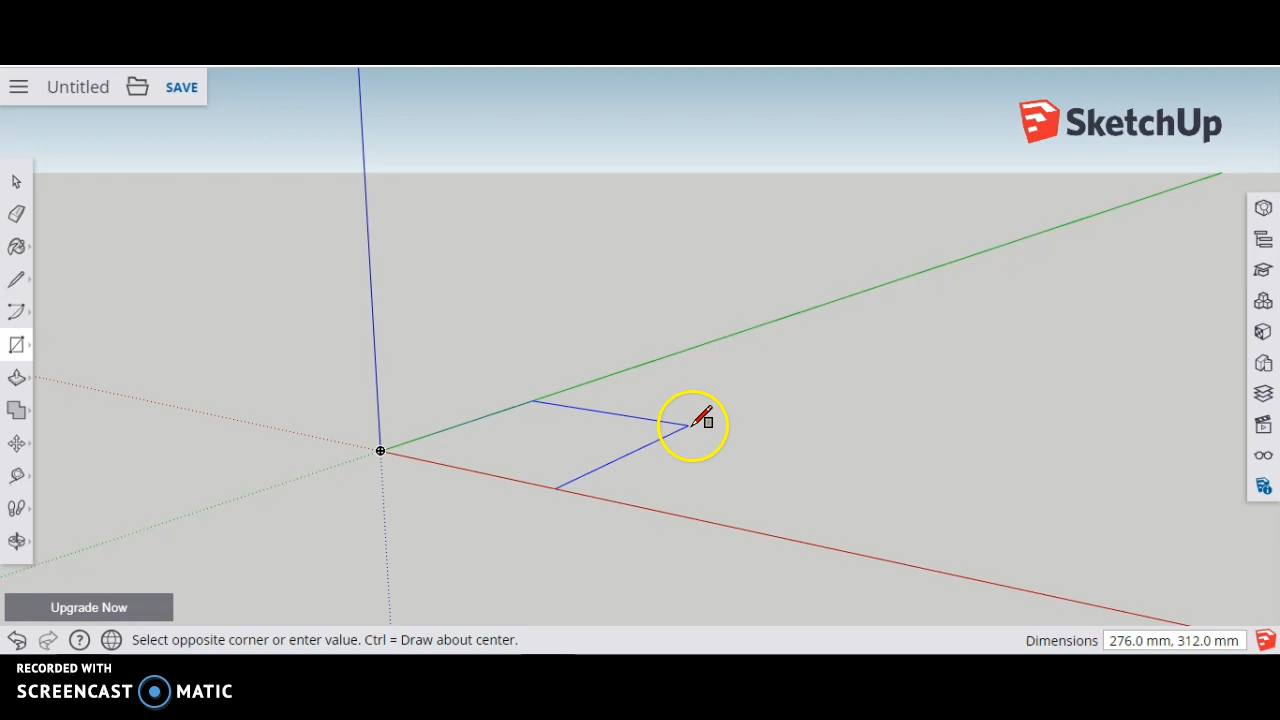 Untitled
SAVE
SketchUp
Upgrade Now
Select opposite corner or enter value. Ctrl = Draw about center.
Dimensions 276.0 mm, 312.0 mm
RECORDED WITH
SCREENCAST MATIC